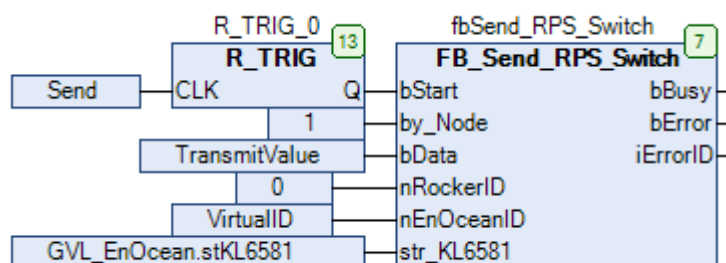 R_TRIG_0 13 fbSend_RPS_Switch 7
R_TRIG FB_Send_RPS_Switch
Send CLK Q bStart bBusy
1 by_Node bError
TransmitValue bData iErrorID
0 nRockerID
VirtualID nEnOceanID
GVL_EnOcean.stKL6581 str_KL6581